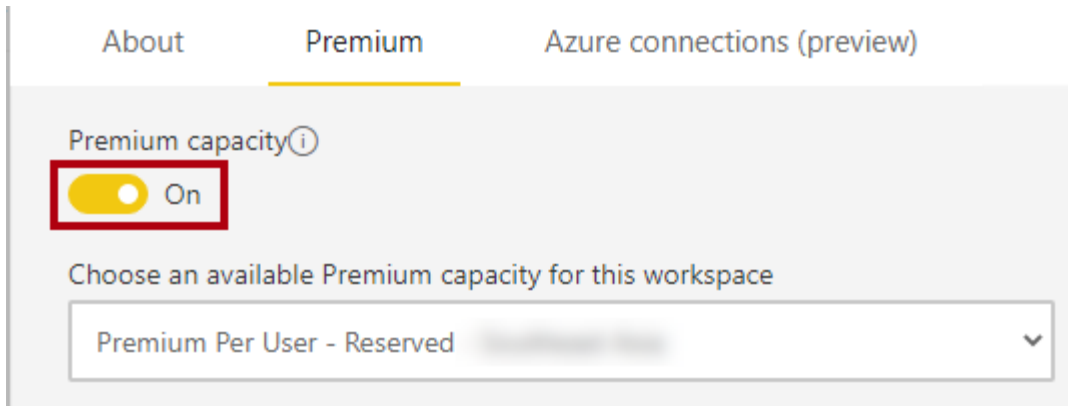 About Premium Azure connections (preview)
Premium capacity
On
Choose an available Premium capacity for this workspace
Premium Per User - Reserved